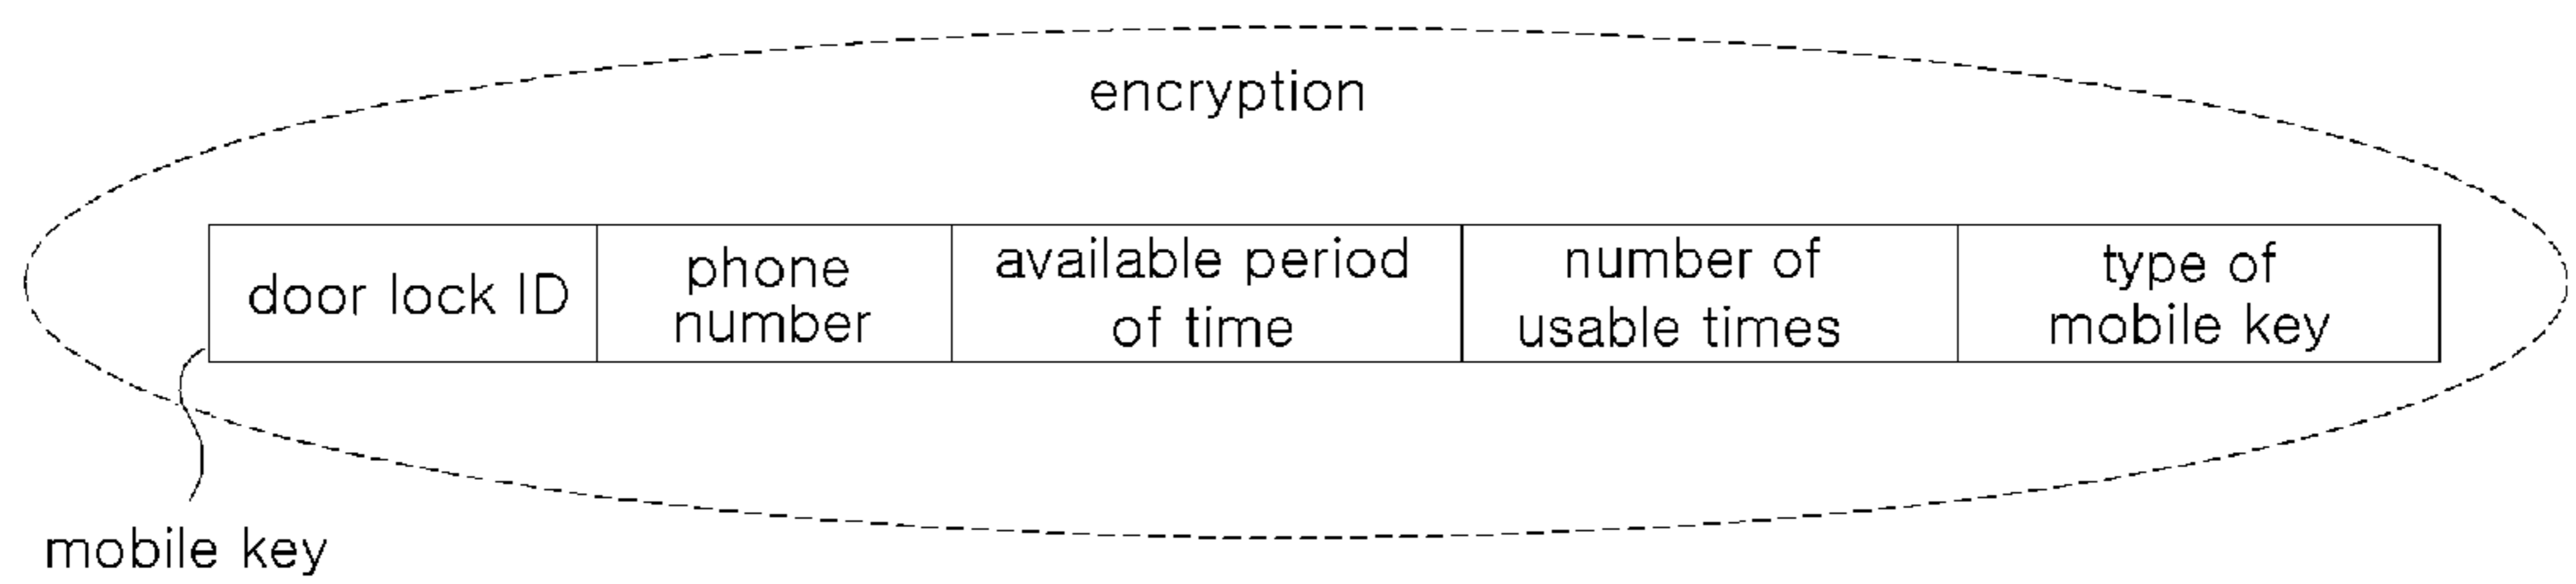 encryption
door lock ID
phone
number
available period
of time
number of
usable times
type of
mobile key
mobile key